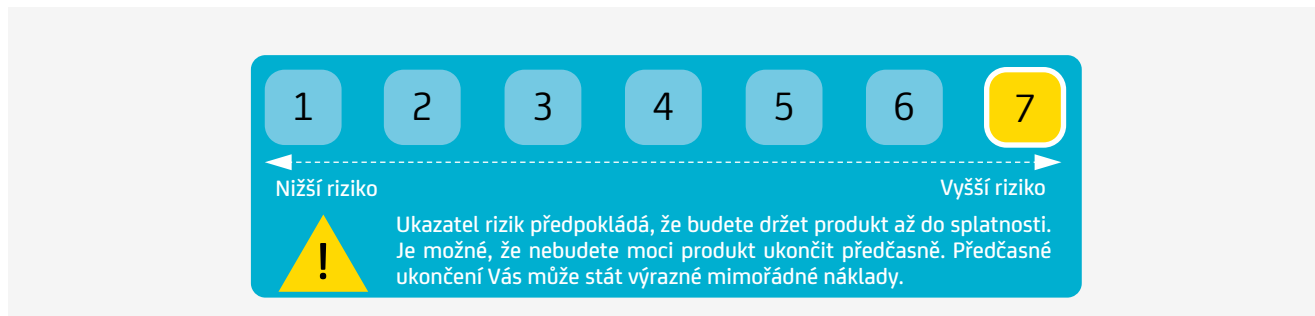 1 2 3 4 5 6 7
Nižší riziko Vyšší riziko
Ukazatel rizik předpokládá, že budete držet produkt až do splatnosti.
Je možné, že nebudete moci produkt ukončit předčasně. Předčasné
! ukončení Vás může stát výrazné mimořádné náklady.